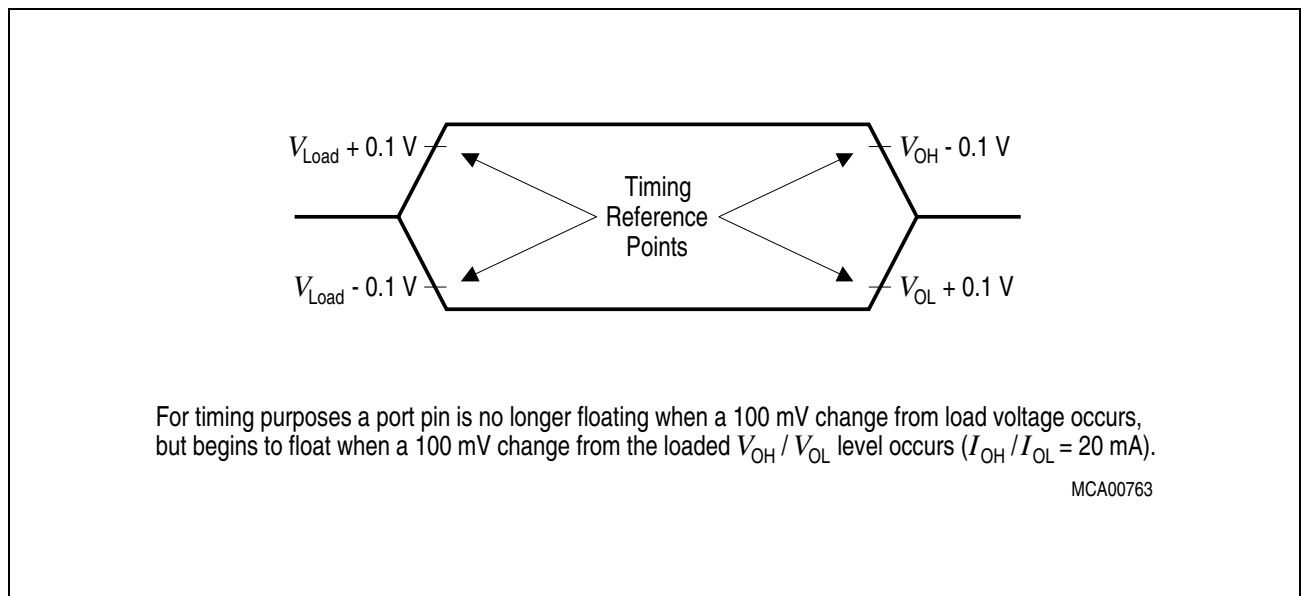 V_Load + 0.1 V
V_OH - 0.1 V
Timing
Reference
Points
V_Load - 0.1 V
V_OL + 0.1 V
For timing purposes a port pin is no longer floating when a 100 mV change from load voltage occurs,
but begins to float when a 100 mV change from the loaded V_OH / V_OL level occurs (I_OH / I_OL = 20 mA).
MCA00763